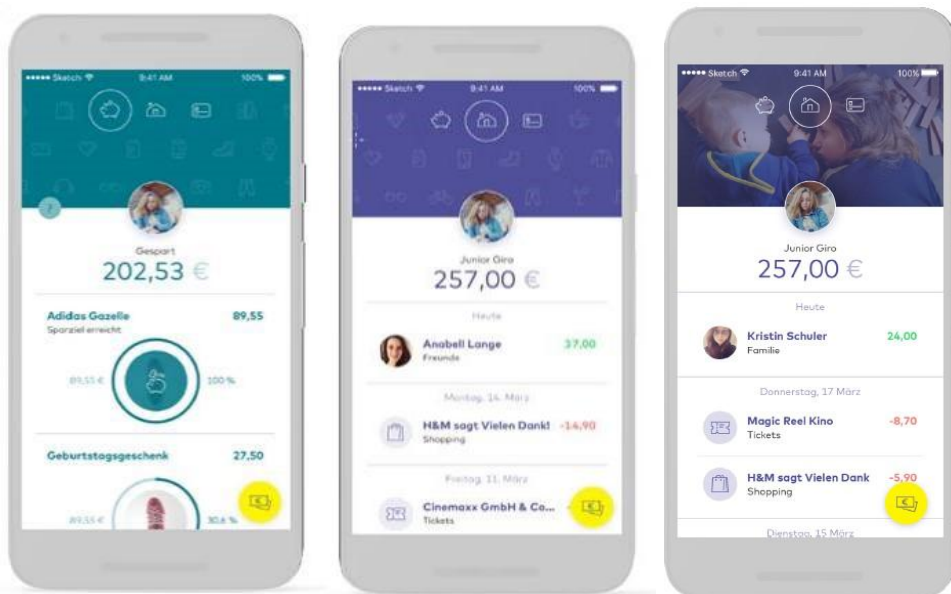 Sketch 9:41 AM 100%
Gespart
202,53 €
Adidas Gazelle 89,55
Sparziel erreicht
89,55 € 100 %
Geburtstagsgeschenk 27,50
89,55 € 30,6 %
Sketch 9:41 AM 100%
Junior Giro
257,00 €
Heute
Anabell Lange 37,00
Freunde
Montag, 14. März
H&M sagt Vielen Dank! -14,90
Shopping
Freitag, 11. März
Cinemaxx GmbH & Co...
Tickets
Sketch 9:41 AM 100%
Junior Giro
257,00 €
Heute
Kristin Schuler 24,00
Familie
Donnerstag, 17 März
Magic Reel Kino -8,70
Tickets
H&M sagt Vielen Dank -5,90
Shopping
Dienstag, 15 März